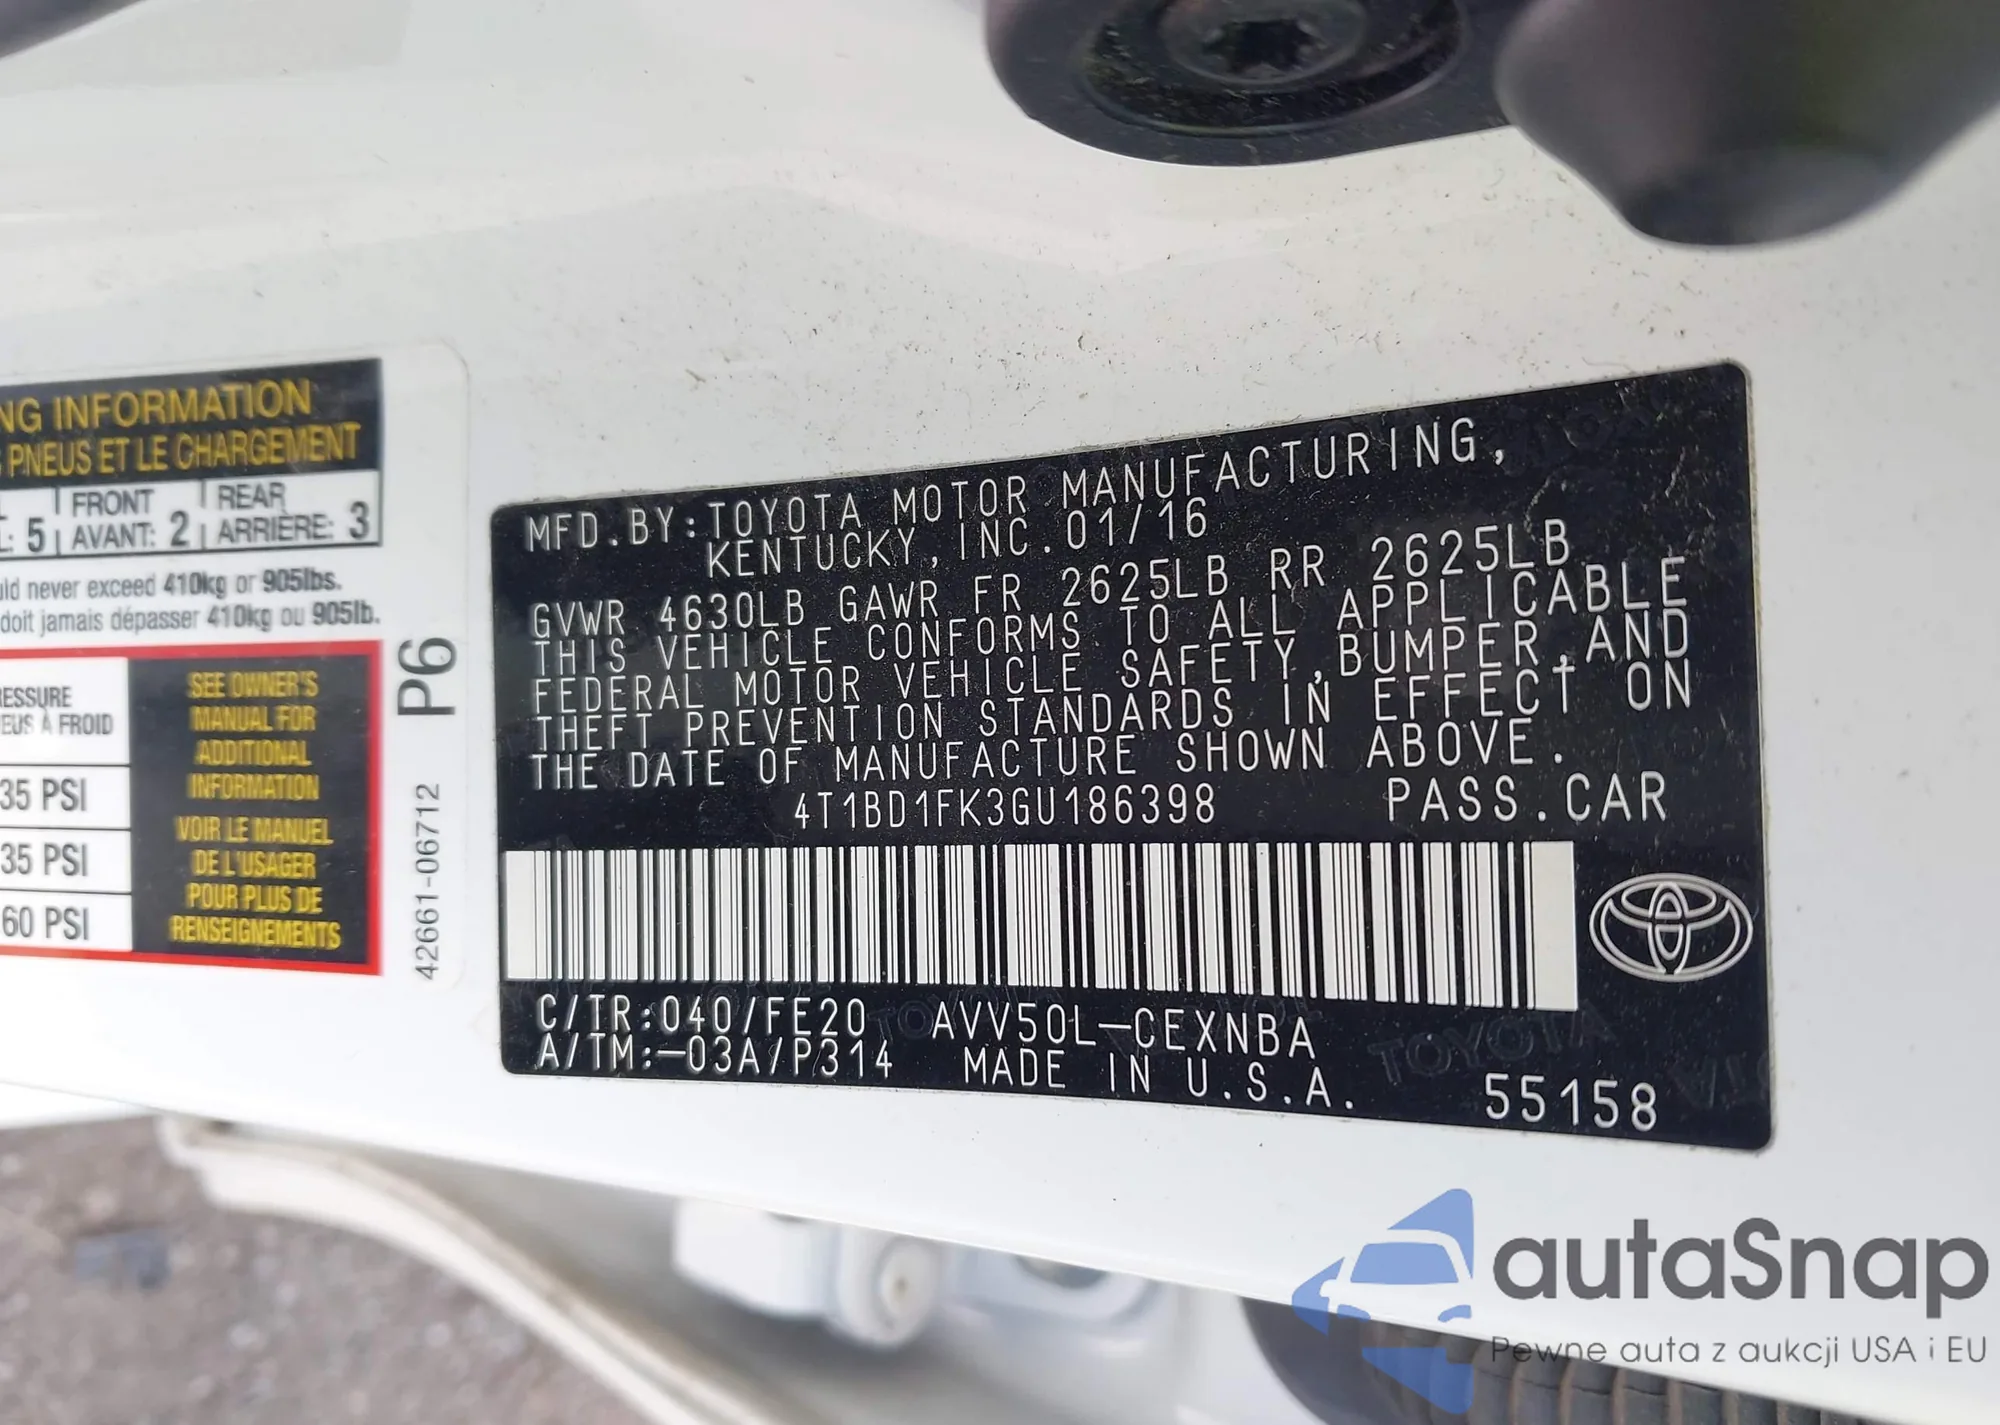 NG INFORMATION
PNEUS ET LE CHARGEMENT
FRONT REAR
5 AVANT: 2 ARRIÈRE: 3
never exceed 410kg or 905lbs.
doit jamais dépasser 410kg ou 905lb.
ESSURE
À FROID
35 PSI
35 PSI
60 PSI
SEE OWNER'S
MANUAL FOR
ADDITIONAL
INFORMATION
VOIR LE MANUEL
DE L'USAGER
POUR PLUS DE
RENSEIGNEMENTS
P6
42661-06712
MFD.BY:TOYOTA MOTOR MANUFACTURING,
KENTUCKY,INC.01/16
GVWR 4630LB GAWR FR 2625LB RR 2625LB
THIS VEHICLE CONFORMS TO ALL APPLICABLE
FEDERAL MOTOR VEHICLE SAFETY,BUMPER,AND
THEFT PREVENTION STANDARDS IN EFFECT ON
THE DATE OF MANUFACTURE SHOWN ABOVE.
4T1BD1FK3GU186398 PASS.CAR
C/TR:040/FE20 AVV50L-CEXNBA
A/TM:-03A/P314 MADE IN U.S.A.
55158
autaSnap
Pewne auta z aukcji USA i EU